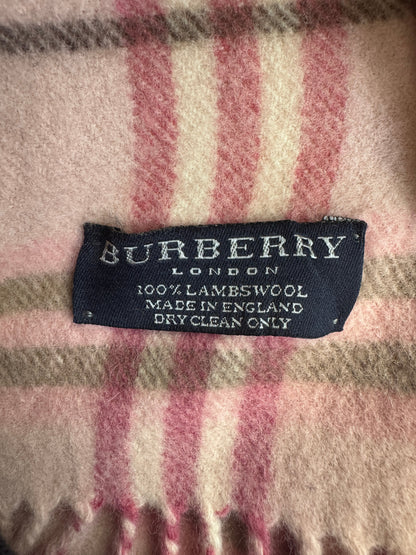 BURBERRY
LONDON
100% LAMBSWOOL
MADE IN ENGLAND
DRY CLEAN ONLY